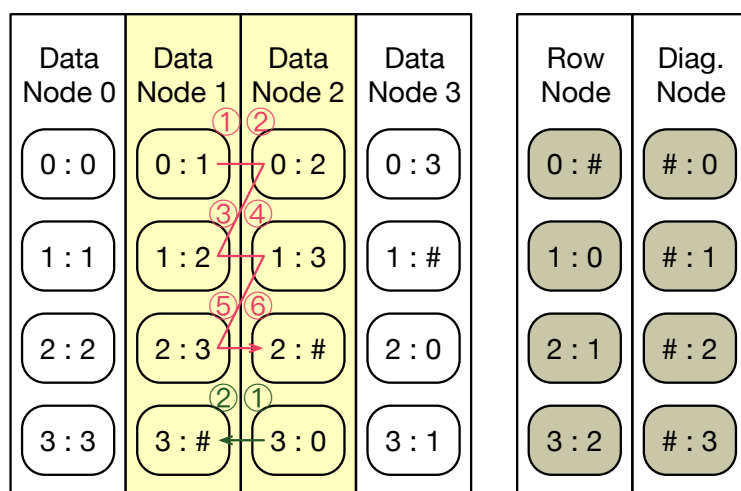 Data Node 0 Data Node 1 Data Node 2 Data Node 3 Row Node Diag. Node
① ②
0 : 0 0 : 1 0 : 2 0 : 3 0 : # # : 0
③ ④
1 : 1 1 : 2 1 : 3 1 : # 1 : 0 # : 1
⑤ ⑥
2 : 2 2 : 3 2 : # 2 : 0 2 : 1 # : 2
② ①
3 : 3 3 : # 3 : 0 3 : 1 3 : 2 # : 3